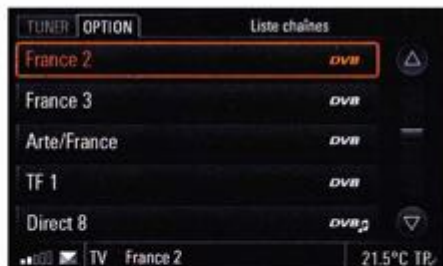 TUNER OPTION Liste chaînes
France 2 DVB
France 3 DVB
Arte/France DVB
TF 1 DVB
Direct 8 DVB
TV France 2 21.5°C TP